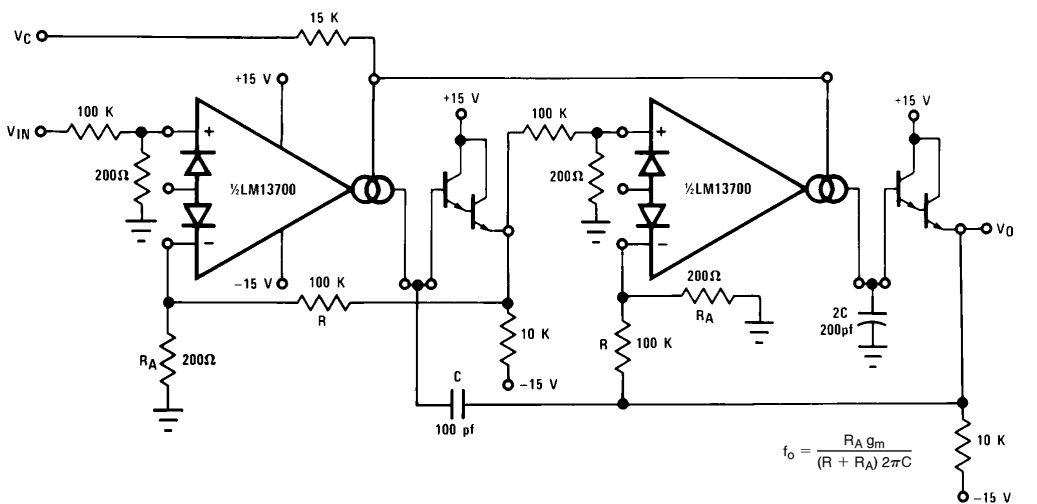 15 K
VC
+15 V
+15 V
+15 V
100 K
100 K
VIN
+
+
200Ω
½LM13700
200Ω
½LM13700
VO
−
−
−15 V
100 K
R
200Ω
RA
2C
200pf
10 K
R
100 K
RA
200Ω
−15 V
C
100 pf
10 K
fo = RA gm / (R + RA) 2πC
−15 V